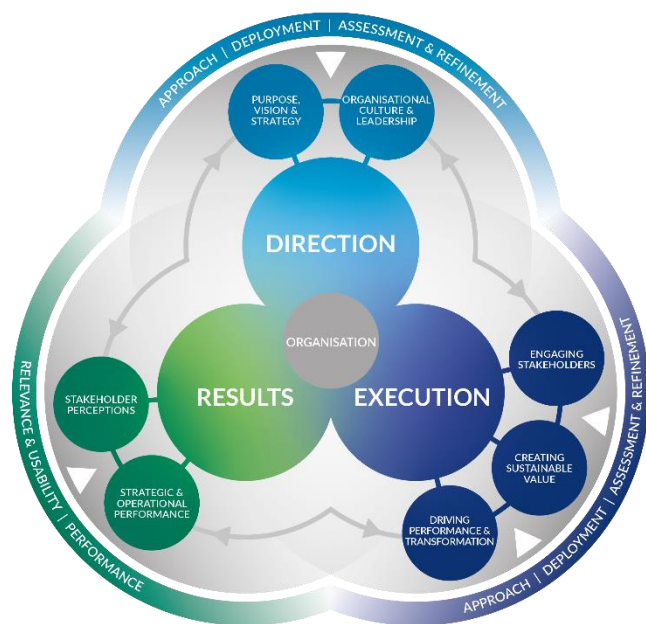 APPROACH | DEPLOYMENT | ASSESSMENT & REFINEMENT
PURPOSE,
VISION &
STRATEGY
ORGANISATIONAL
CULTURE &
LEADERSHIP
DIRECTION
ORGANISATION
RESULTS
EXECUTION
STAKEHOLDER
PERCEPTIONS
STRATEGIC &
OPERATIONAL
PERFORMANCE
ENGAGING
STAKEHOLDERS
CREATING
SUSTAINABLE
VALUE
DRIVING
PERFORMANCE &
TRANSFORMATION
RELEVANCE & USABILITY | PERFORMANCE
APPROACH | DEPLOYMENT | ASSESSMENT & REFINEMENT